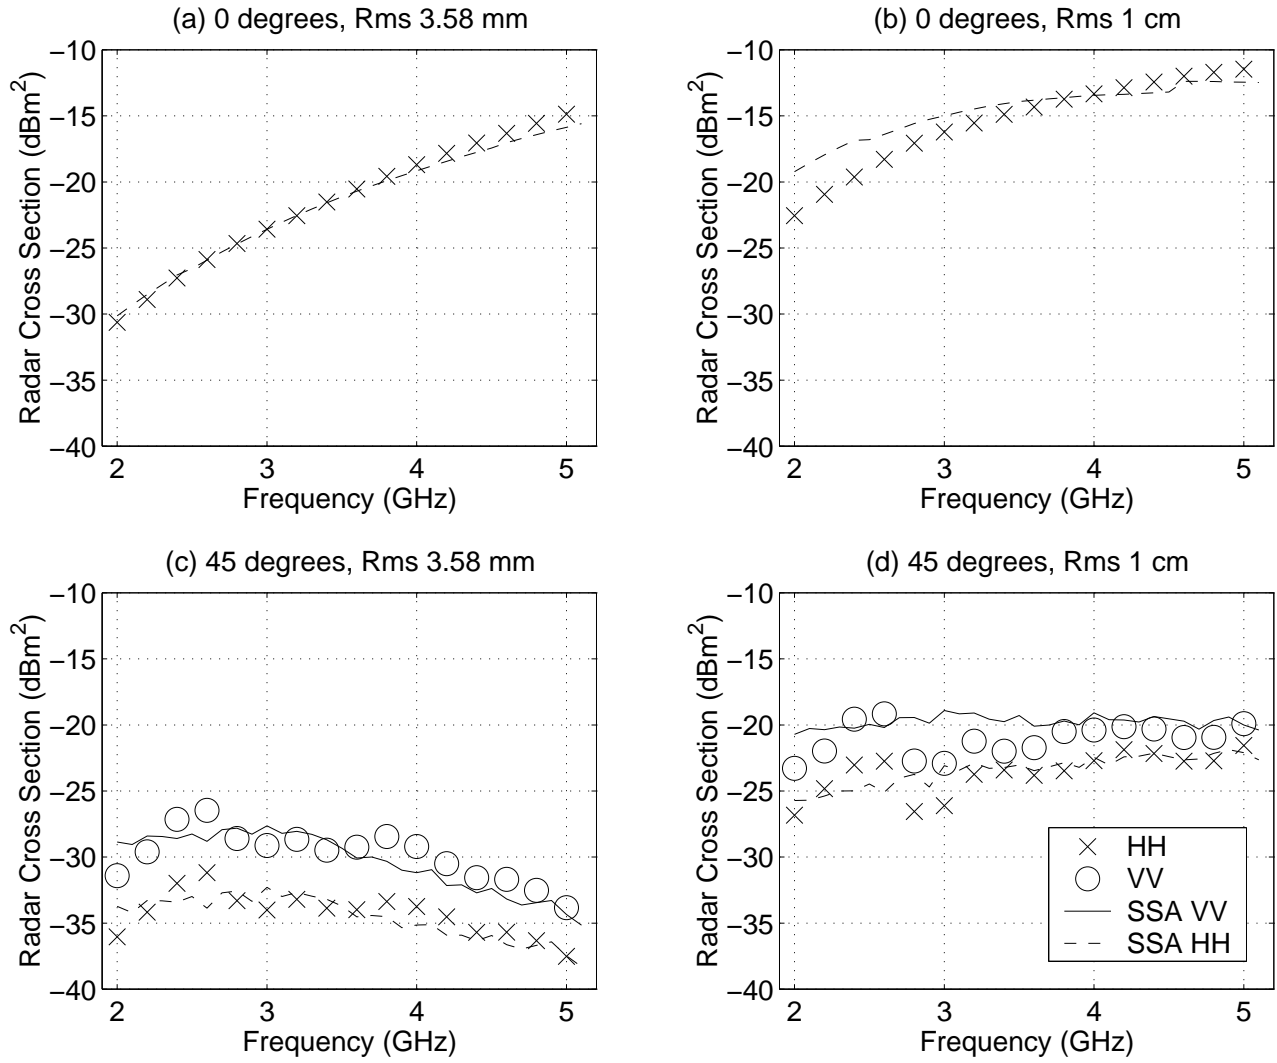 (a) 0 degrees, Rms 3.58 mm
Radar Cross Section (dBm²)
−10
−15
−20
−25
−30
−35
−40
2 3 4 5
Frequency (GHz)
(b) 0 degrees, Rms 1 cm
Radar Cross Section (dBm²)
−10
−15
−20
−25
−30
−35
−40
2 3 4 5
Frequency (GHz)
(c) 45 degrees, Rms 3.58 mm
Radar Cross Section (dBm²)
−10
−15
−20
−25
−30
−35
−40
2 3 4 5
Frequency (GHz)
(d) 45 degrees, Rms 1 cm
Radar Cross Section (dBm²)
−10
−15
−20
−25
−30
−35
−40
2 3 4 5
Frequency (GHz)
HH
VV
SSA VV
SSA HH